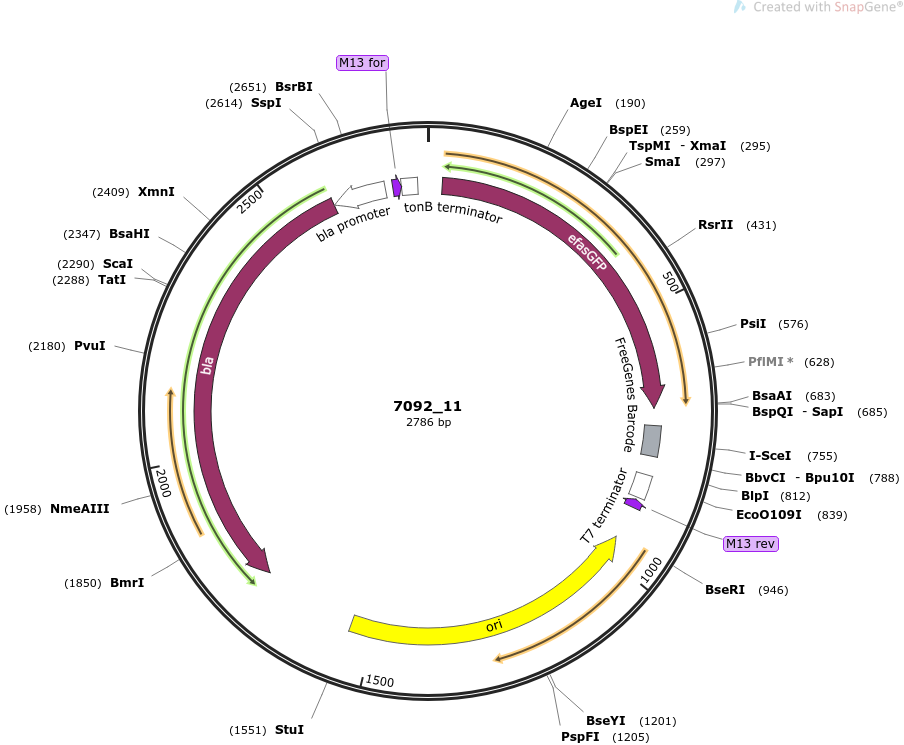 Created with SnapGene®
M13 for
(2651) BsrBI
(2614) SspI
AgeI (190)
BspEI (259)
TspMI - XmaI (295)
SmaI (297)
(2409) XmnI
2500
bla promoter
tonB terminator
efasGFP
RsrII (431)
(2347) BsaHI
(2290) ScaI
(2288) TatI
500
PsiI (576)
(2180) PvuI
bla
FreeGenes Barcode
PflMI * (628)
BsaAI (683)
BspQI - SapI (685)
7092_11
2786 bp
I-SceI (755)
BbvCI - Bpu10I (788)
BlpI (812)
EcoO109I (839)
2000
(1958) NmeAIII
T7 terminator
M13 rev
(1850) BmrI
1000
BseRI (946)
ori
1500
(1551) StuI
BseYI (1201)
PspFI (1205)